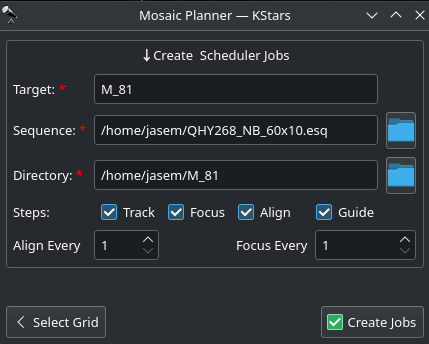 Mosaic Planner — KStars
↓Create Scheduler Jobs
Target: * M_81
Sequence: * /home/jasem/QHY268_NB_60x10.esq
Directory: * /home/jasem/M_81
Steps: Track Focus Align Guide
Align Every 1 Focus Every 1
Select Grid Create Jobs